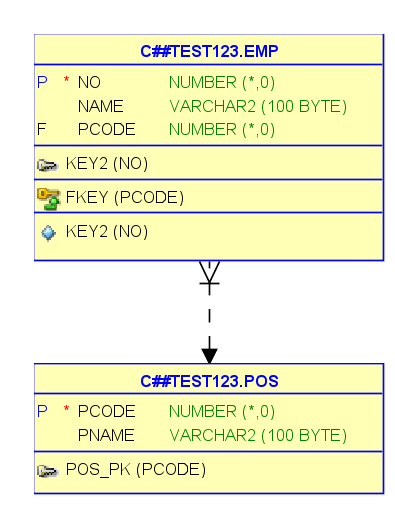 C##TEST123.EMP
P * NO NUMBER (*,0)
NAME VARCHAR2 (100 BYTE)
F PCODE NUMBER (*,0)
KEY2 (NO)
FKEY (PCODE)
KEY2 (NO)
C##TEST123.POS
P * PCODE NUMBER (*,0)
PNAME VARCHAR2 (100 BYTE)
POS_PK (PCODE)